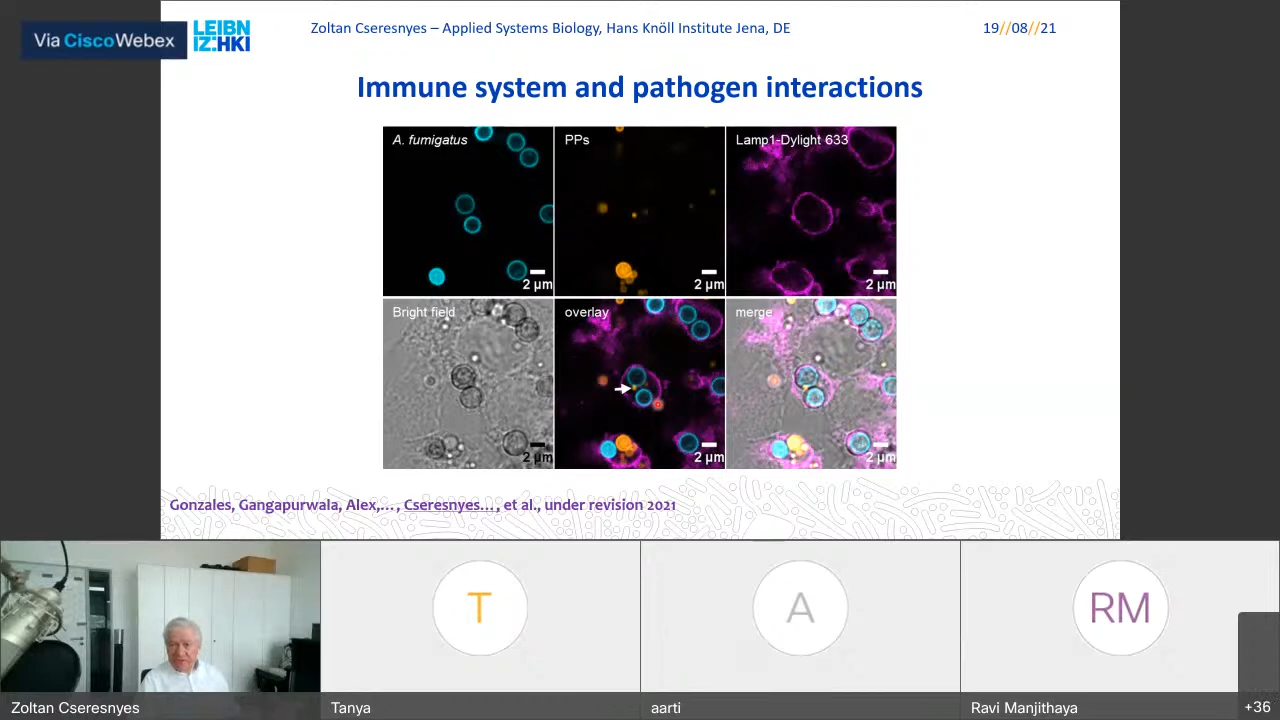 Via Cisco Webex
LEIBN
IZ:HKI
Zoltan Cseresnyes – Applied Systems Biology, Hans Knöll Institute Jena, DE
19//08//21
Immune system and pathogen interactions
A. fumigatus
PPs
Lamp1-Dylight 633
2 µm
2 µm
2 µm
Bright field
overlay
merge
2 µm
2 µm
2 µm
Gonzales, Gangapurwala, Alex,…, Cseresnyes…, et al., under revision 2021
T
A
RM
Zoltan Cseresnyes
Tanya
aarti
Ravi Manjithaya
+36